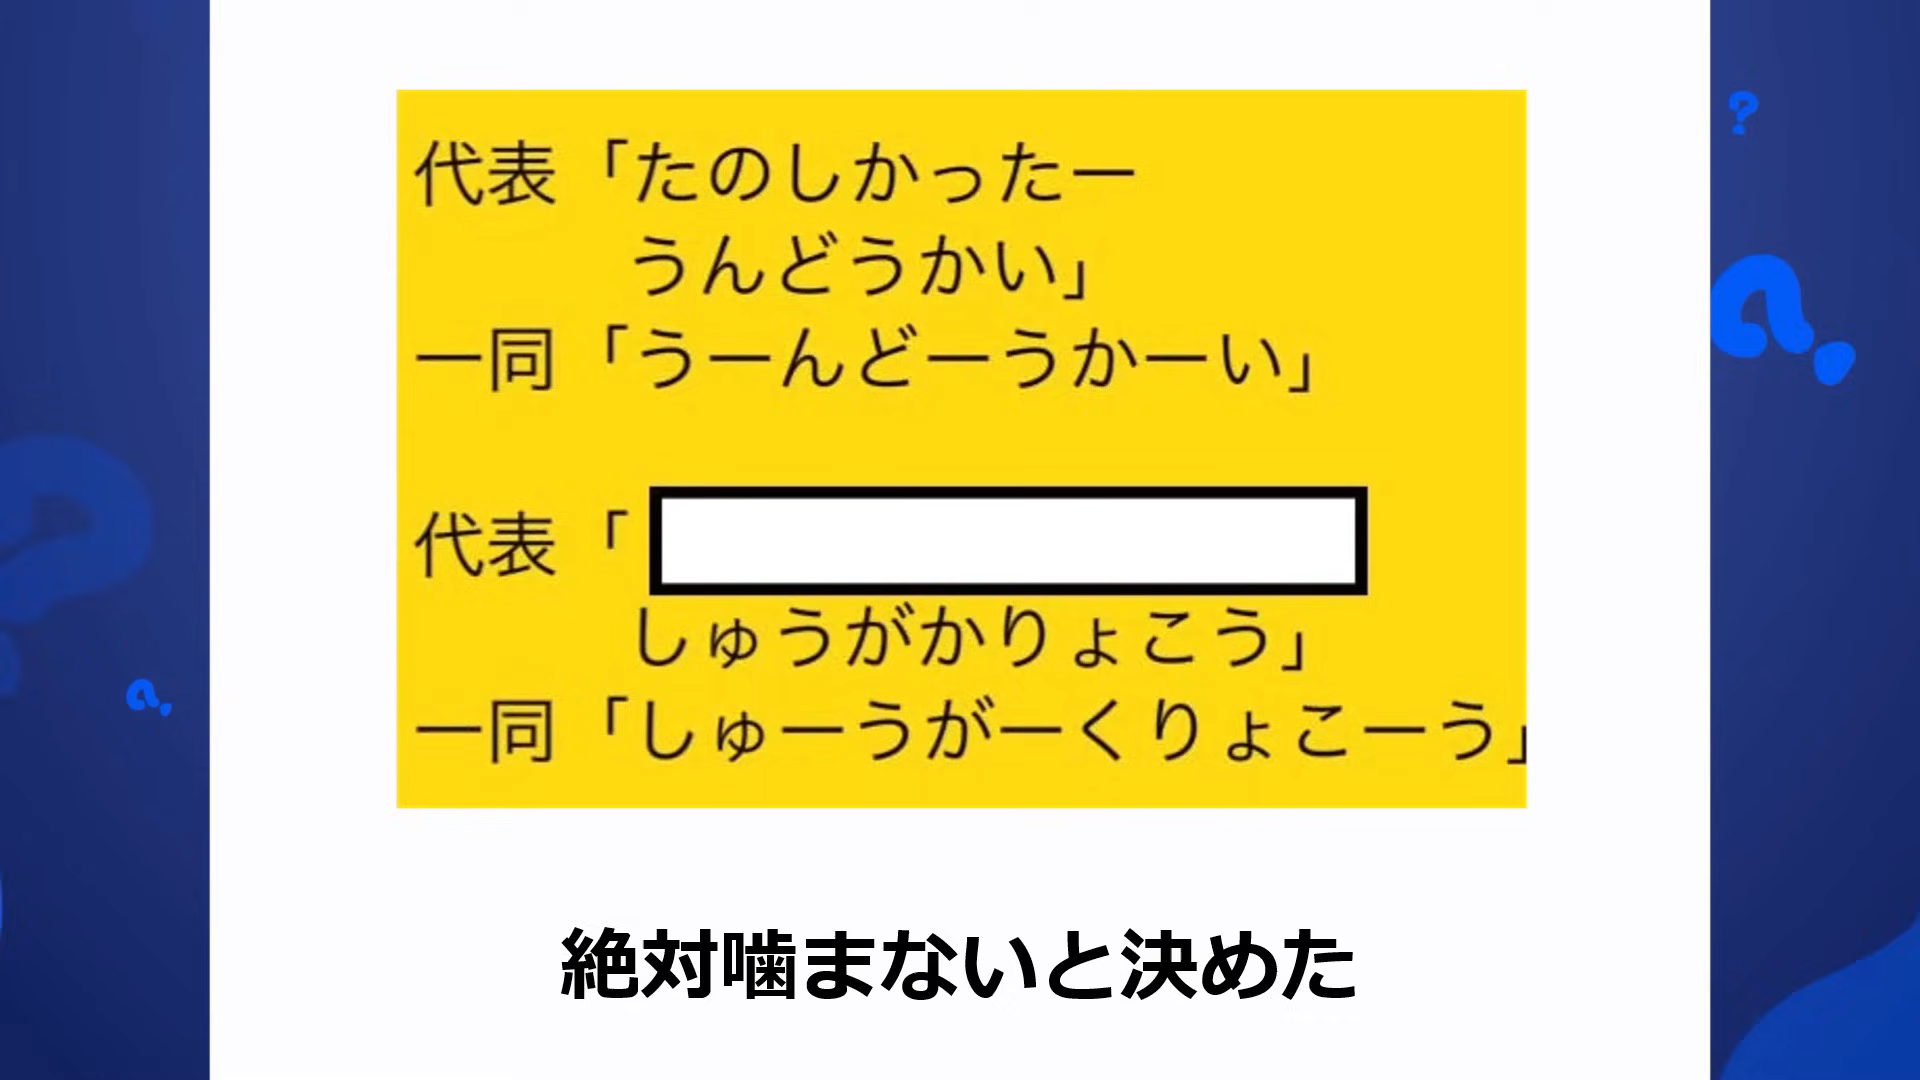 代表「たのしかったー
うんどうかい」
一同「うーんどーうかーい」
代表「
しゅうがかりょこう」
一同「しゅーうがーくりょこーう」
絶対噛まないと決めた